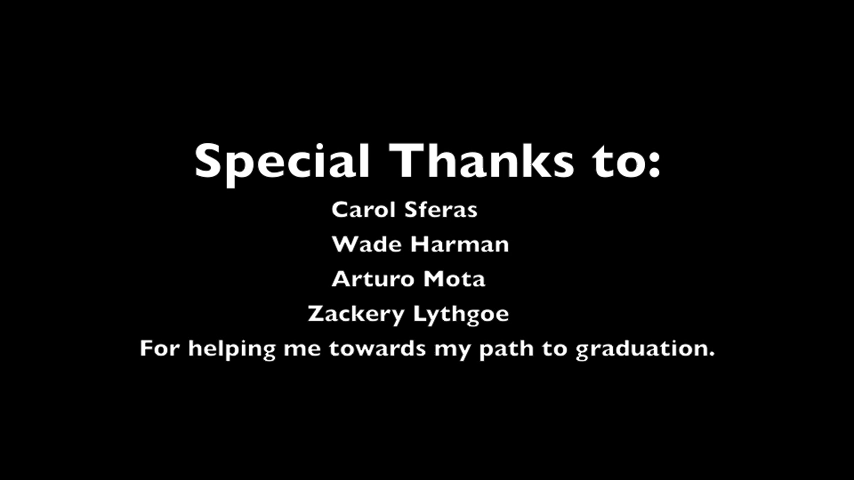 Special Thanks to:
Carol Sferas
Wade Harman
Arturo Mota
Zackery Lythgoe
For helping me towards my path to graduation.